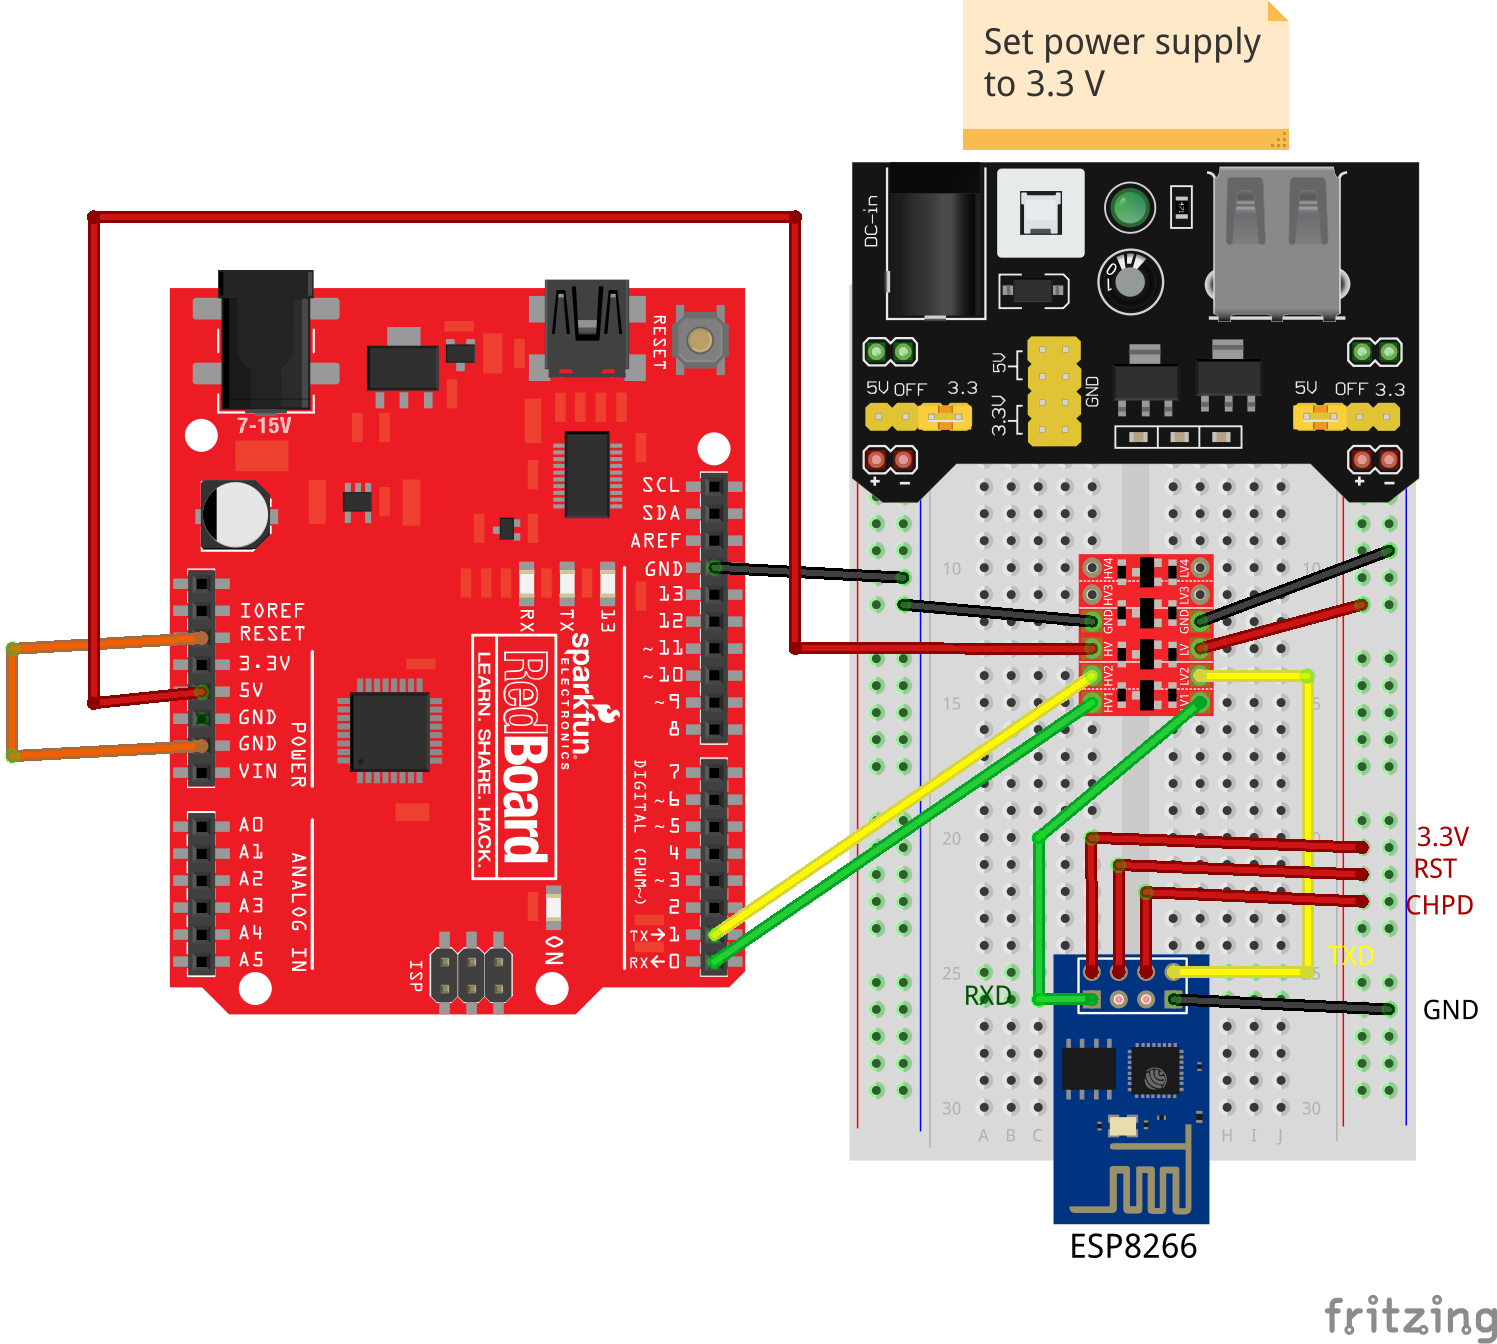 Set power supply
to 3.3 V
DC-in
5V OFF 3.3
5V
3.3V
GND
5V OFF 3.3
+ -
+ -
7-15V
RESET
SCL
SDA
AREF
GND
13
12
~11
~10
~9
8
7
~6
~5
4
~3
2
TX→1
RX←0
DIGITAL (PWM~)
RX
TX
13
IOREF
RESET
3.3V
5V
GND
GND
VIN
POWER
A0
A1
A2
A3
A4
A5
ANALOG IN
sparkfun
ELECTRONICS
RedBoard
LEARN. SHARE. HACK.
ON
ISP
HV4
HV3
GND
HV
HV2
HV1
LV4
LV3
GND
LV
LV2
10
10
15
20
25
30
30
A B C
H I J
3.3V
RST
CHPD
TXD
RXD
GND
ESP8266
fritzing